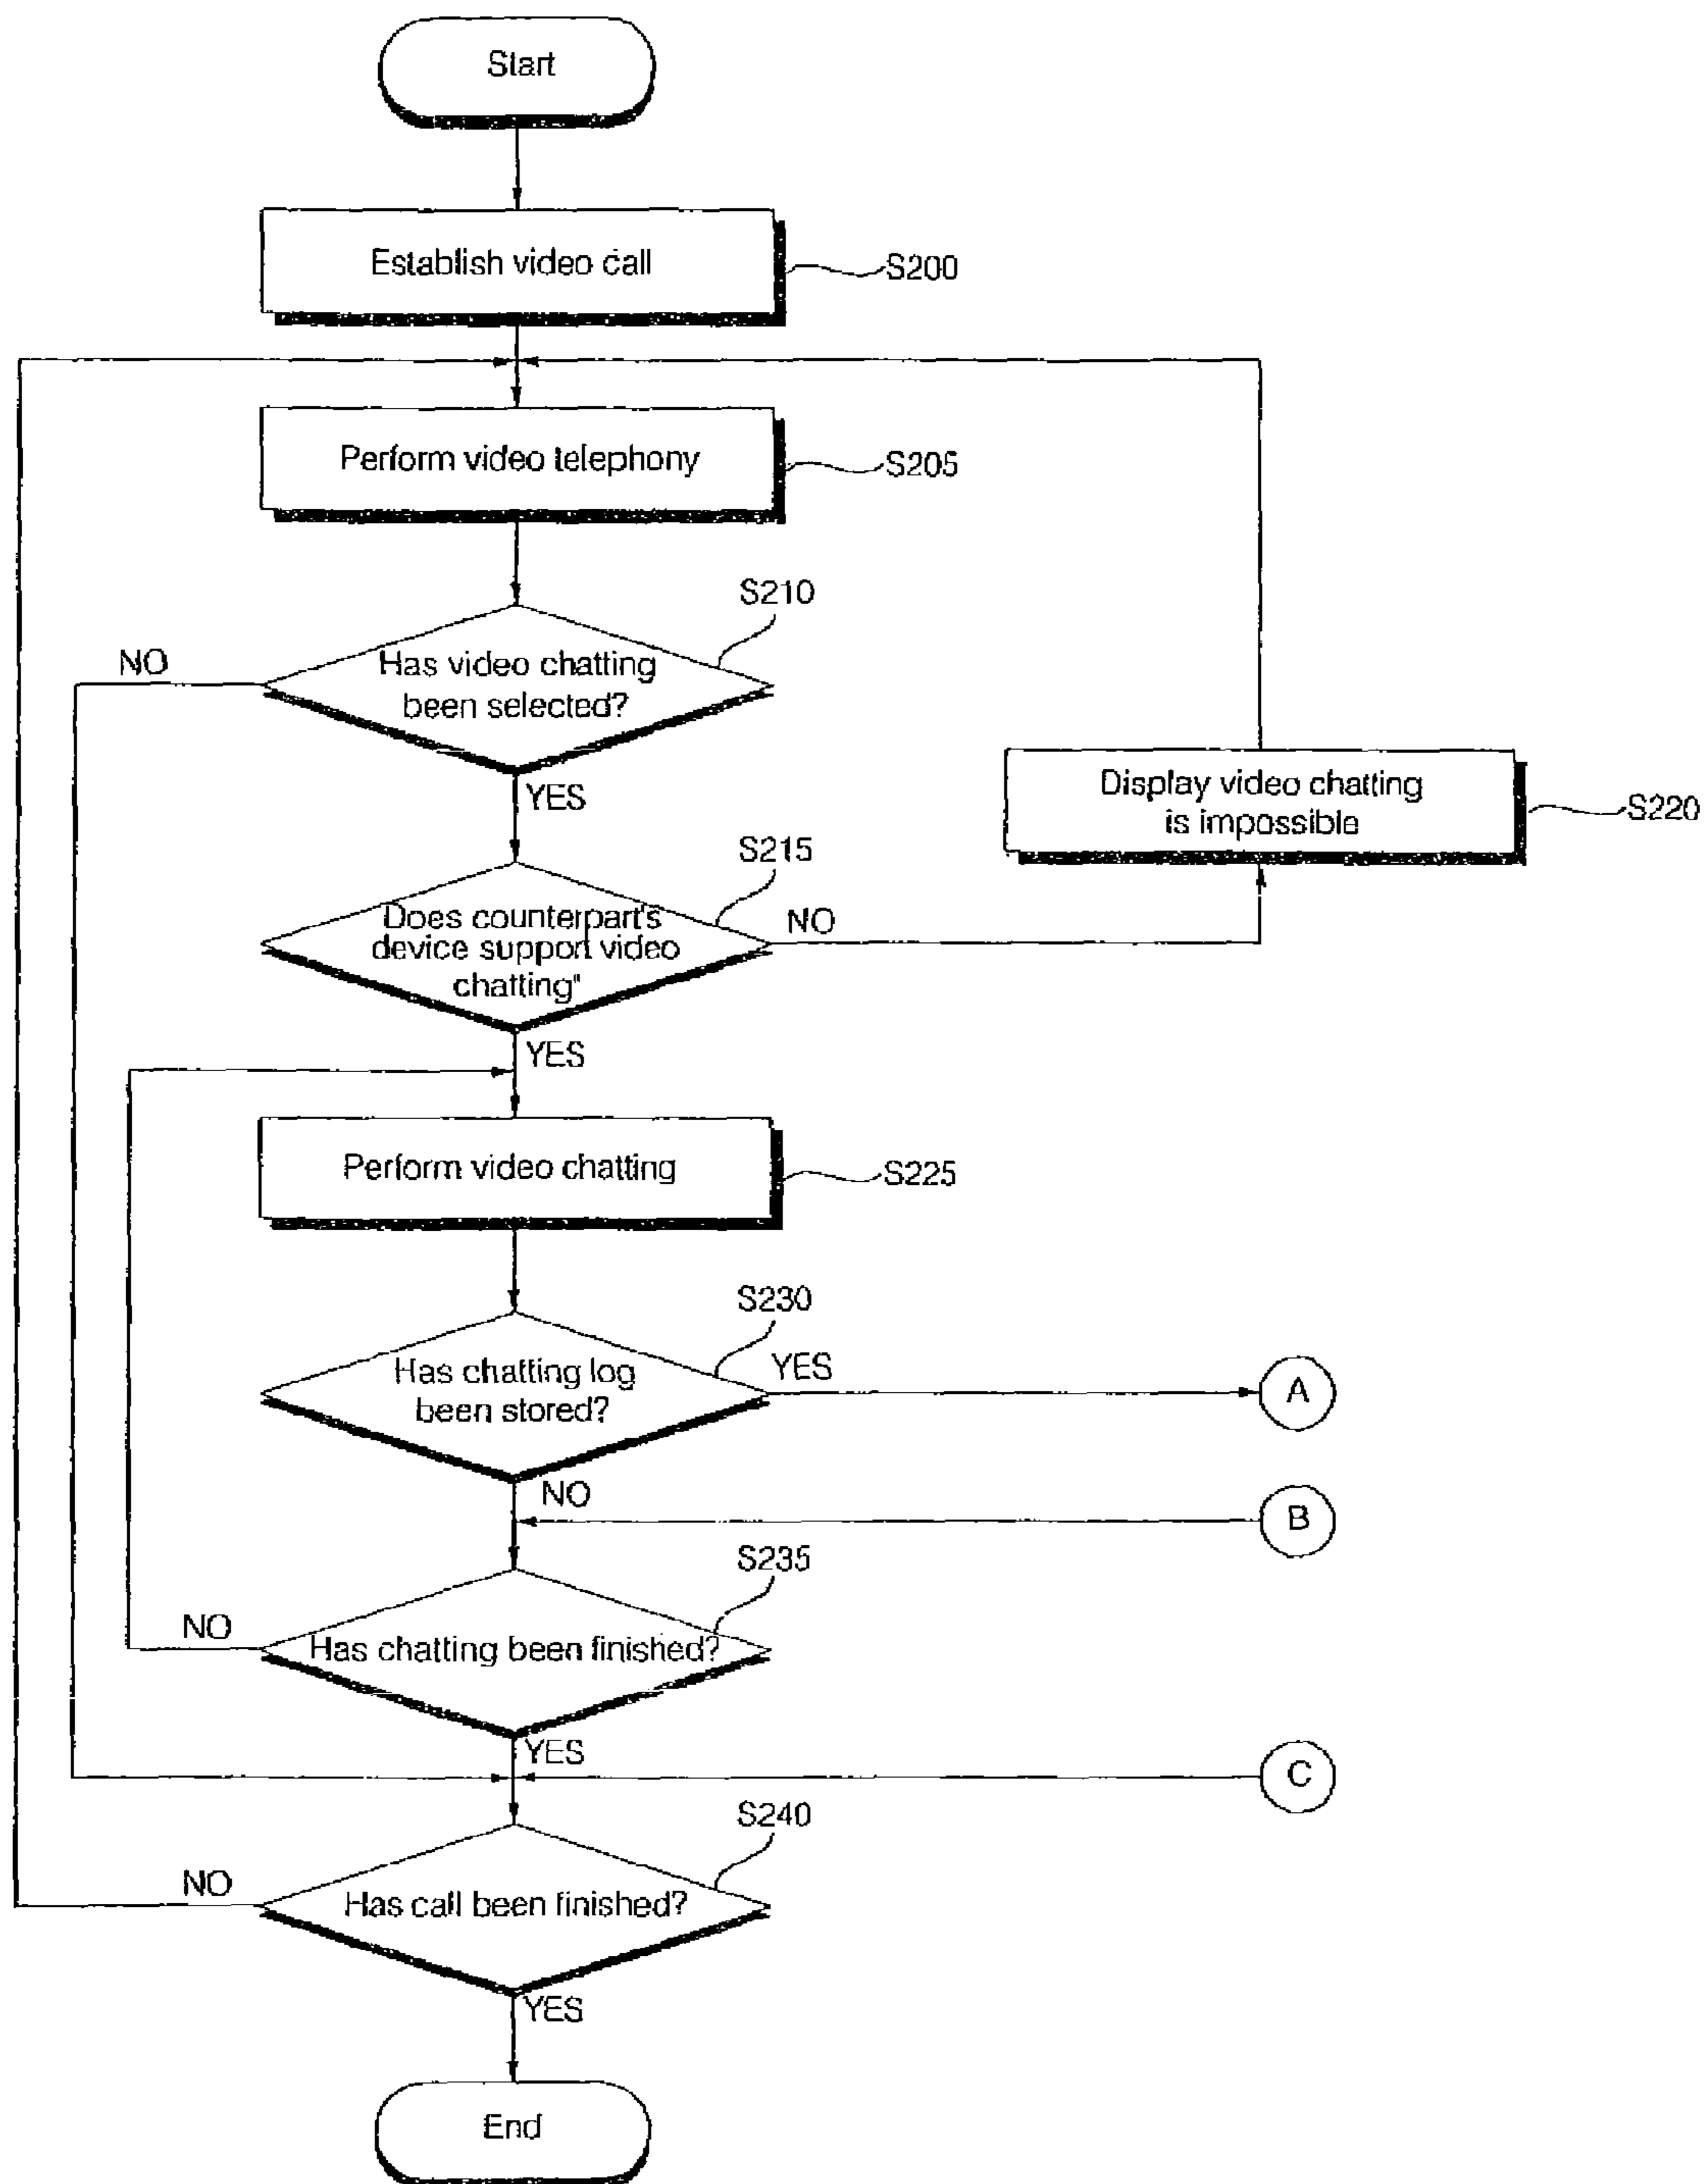 Start
Establish video call
S200
Perform video telephony
S205
S210
NO
Has video chatting
been selected?
YES
Display video chatting
is impossible
S220
S215
Does counterpart's
device support video
chatting"
NO
YES
Perform video chatting
S225
S230
Has chatting log
been stored?
YES
A
NO
B
S235
NO
Has chatting been finished?
YES
C
S240
NO
Has call been finished?
YES
End